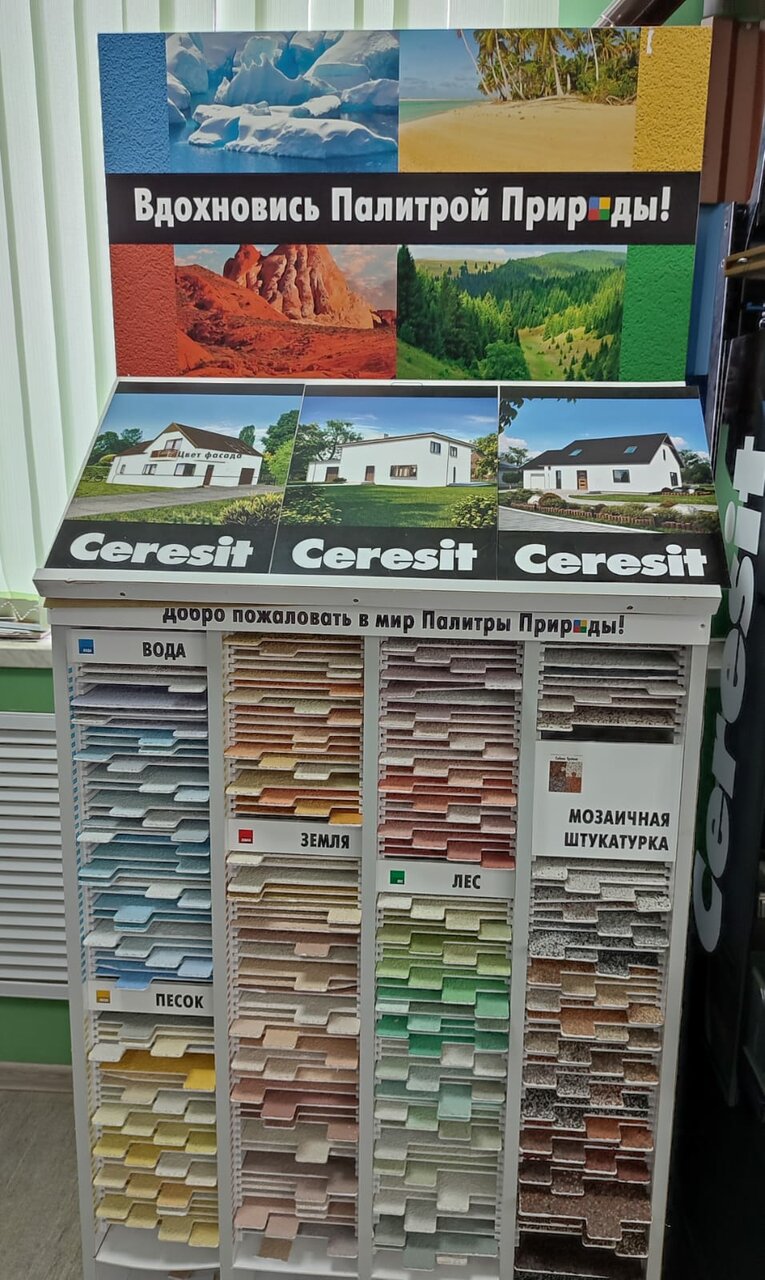 Вдохновись Палитрой Природы!
Цвет фасада
Ceresit
Ceresit
Ceresit
Добро пожаловать в мир Палитры Природы!
ВОДА
ЗЕМЛЯ
ЛЕС
МОЗАИЧНАЯ
ШТУКАТУРКА
ПЕСОК
Ceresit